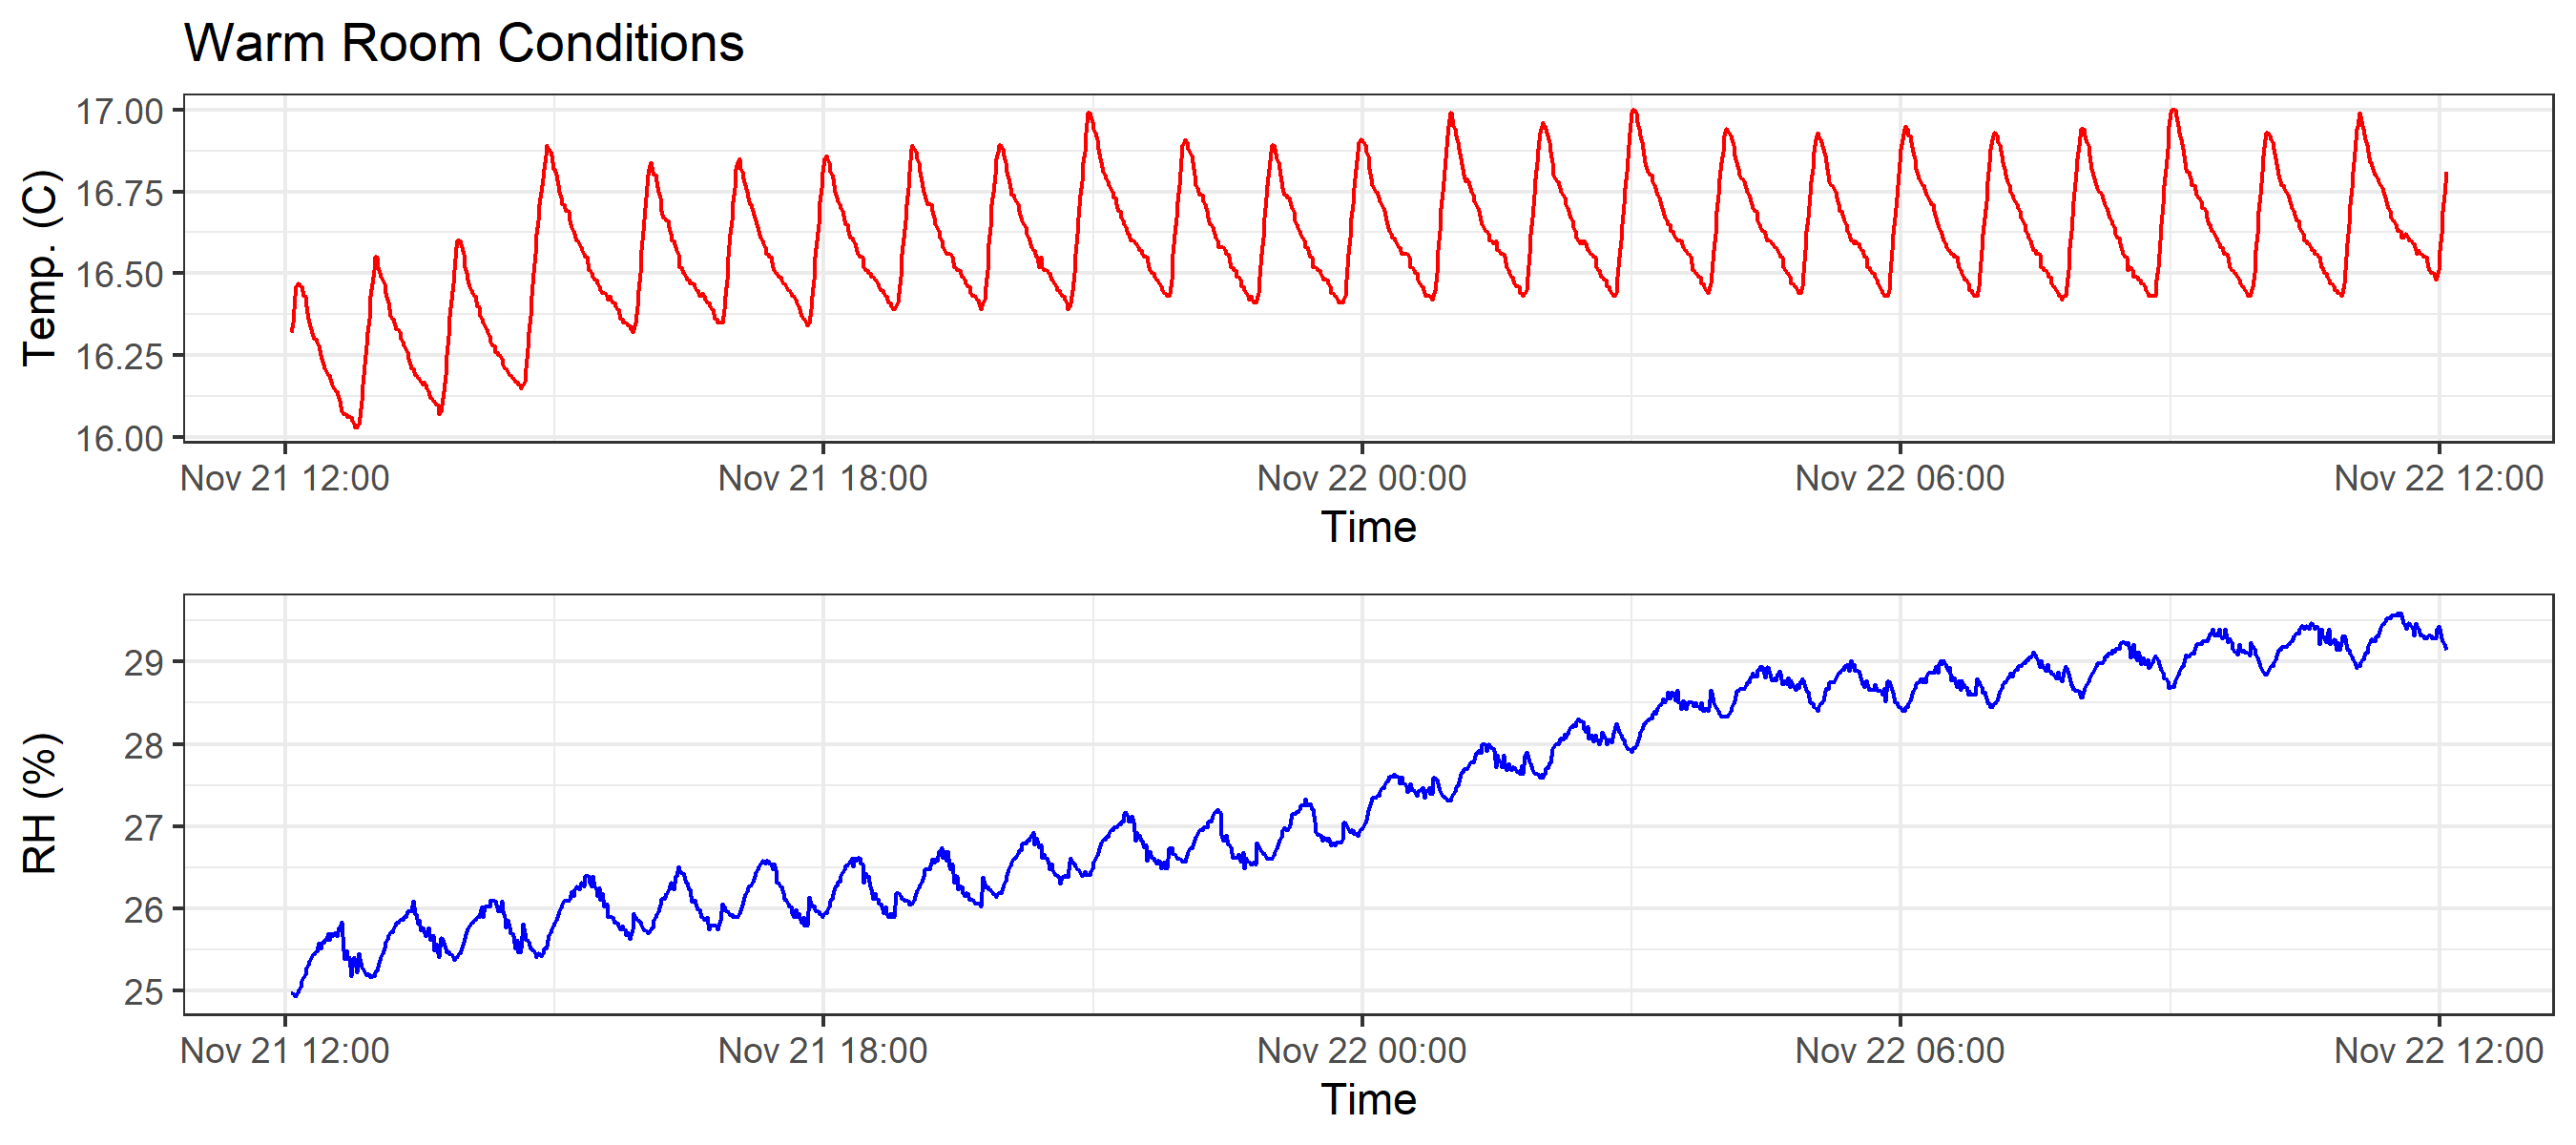 Warm Room Conditions
17.00
16.75
16.50
16.25
16.00
Temp. (C)
Nov 21 12:00 Nov 21 18:00 Nov 22 00:00 Nov 22 06:00 Nov 22 12:00
Time
29
28
27
26
25
RH (%)
Nov 21 12:00 Nov 21 18:00 Nov 22 00:00 Nov 22 06:00 Nov 22 12:00
Time